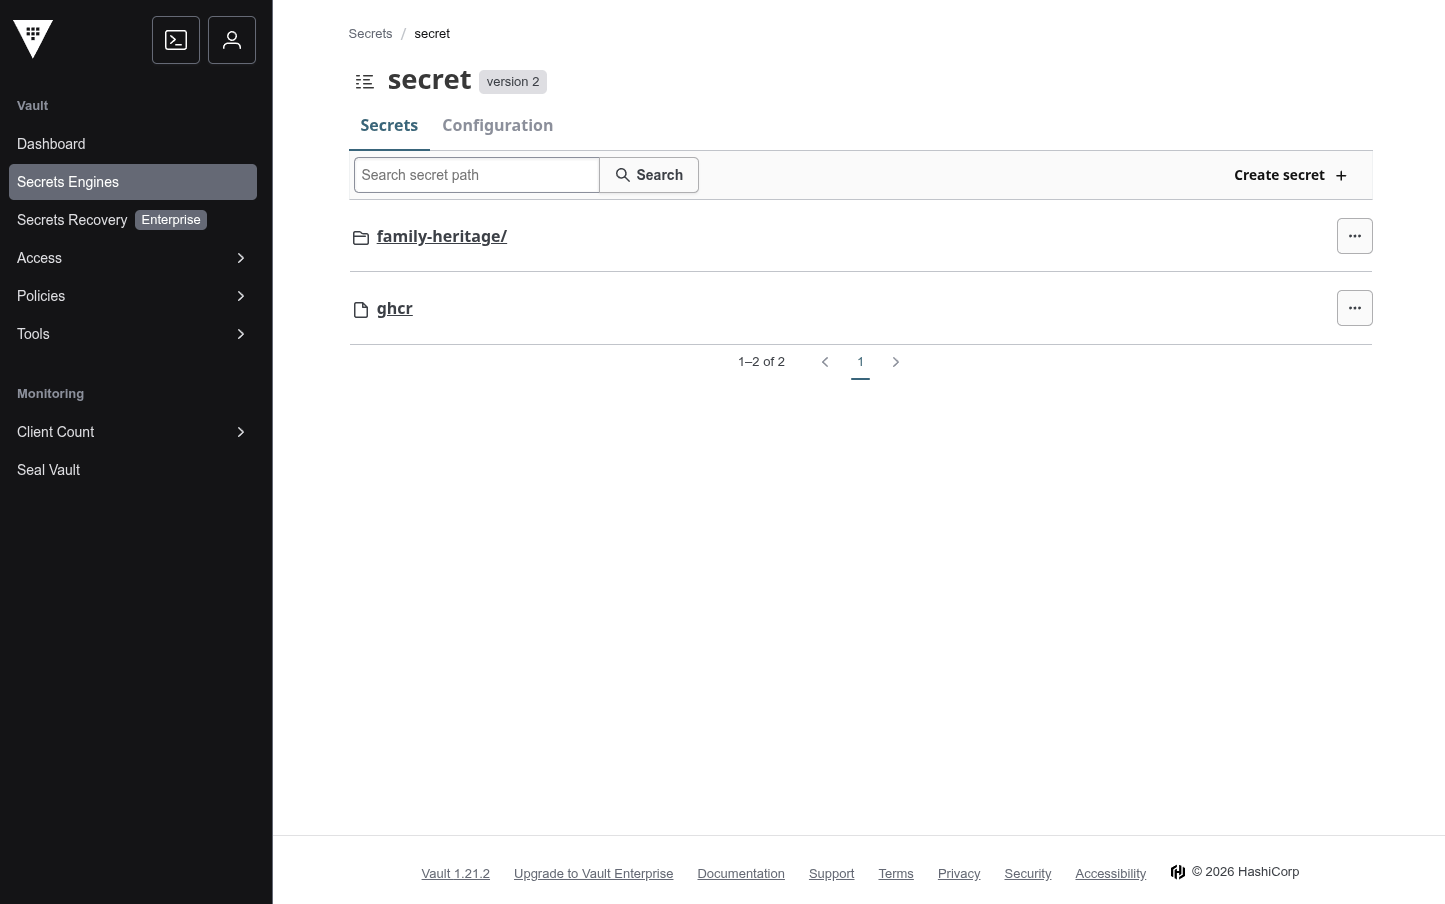 Vault
Dashboard
Secrets Engines
Secrets Recovery Enterprise
Access
Policies
Tools
Monitoring
Client Count
Seal Vault
Secrets / secret
secret version 2
Secrets Configuration
Search secret path Search Create secret +
family-heritage/
ghcr
1–2 of 2 1
Vault 1.21.2 Upgrade to Vault Enterprise Documentation Support Terms Privacy Security Accessibility © 2026 HashiCorp